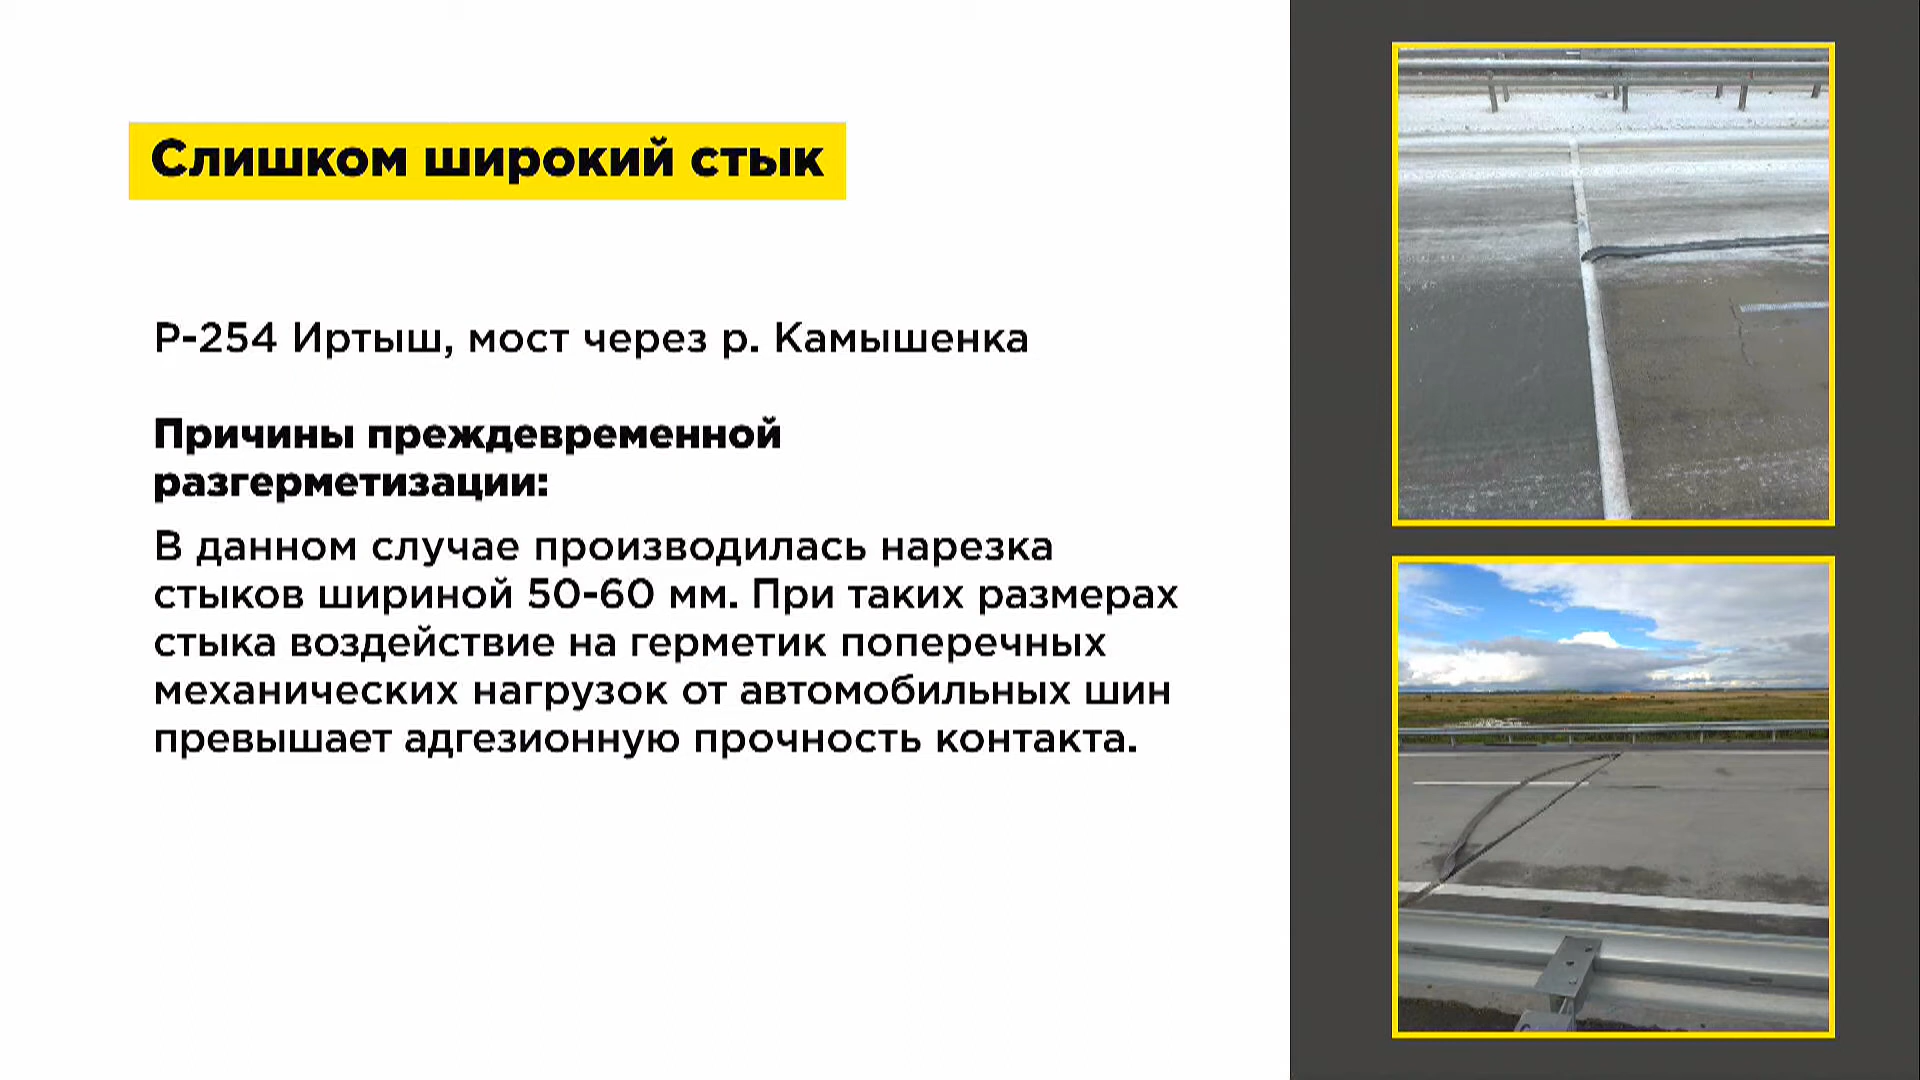 Слишком широкий стык
Р-254 Иртыш, мост через р. Камышенка
Причины преждевременной
разгерметизации:
В данном случае производилась нарезка
стыков шириной 50-60 мм. При таких размерах
стыка воздействие на герметик поперечных
механических нагрузок от автомобильных шин
превышает адгезионную прочность контакта.